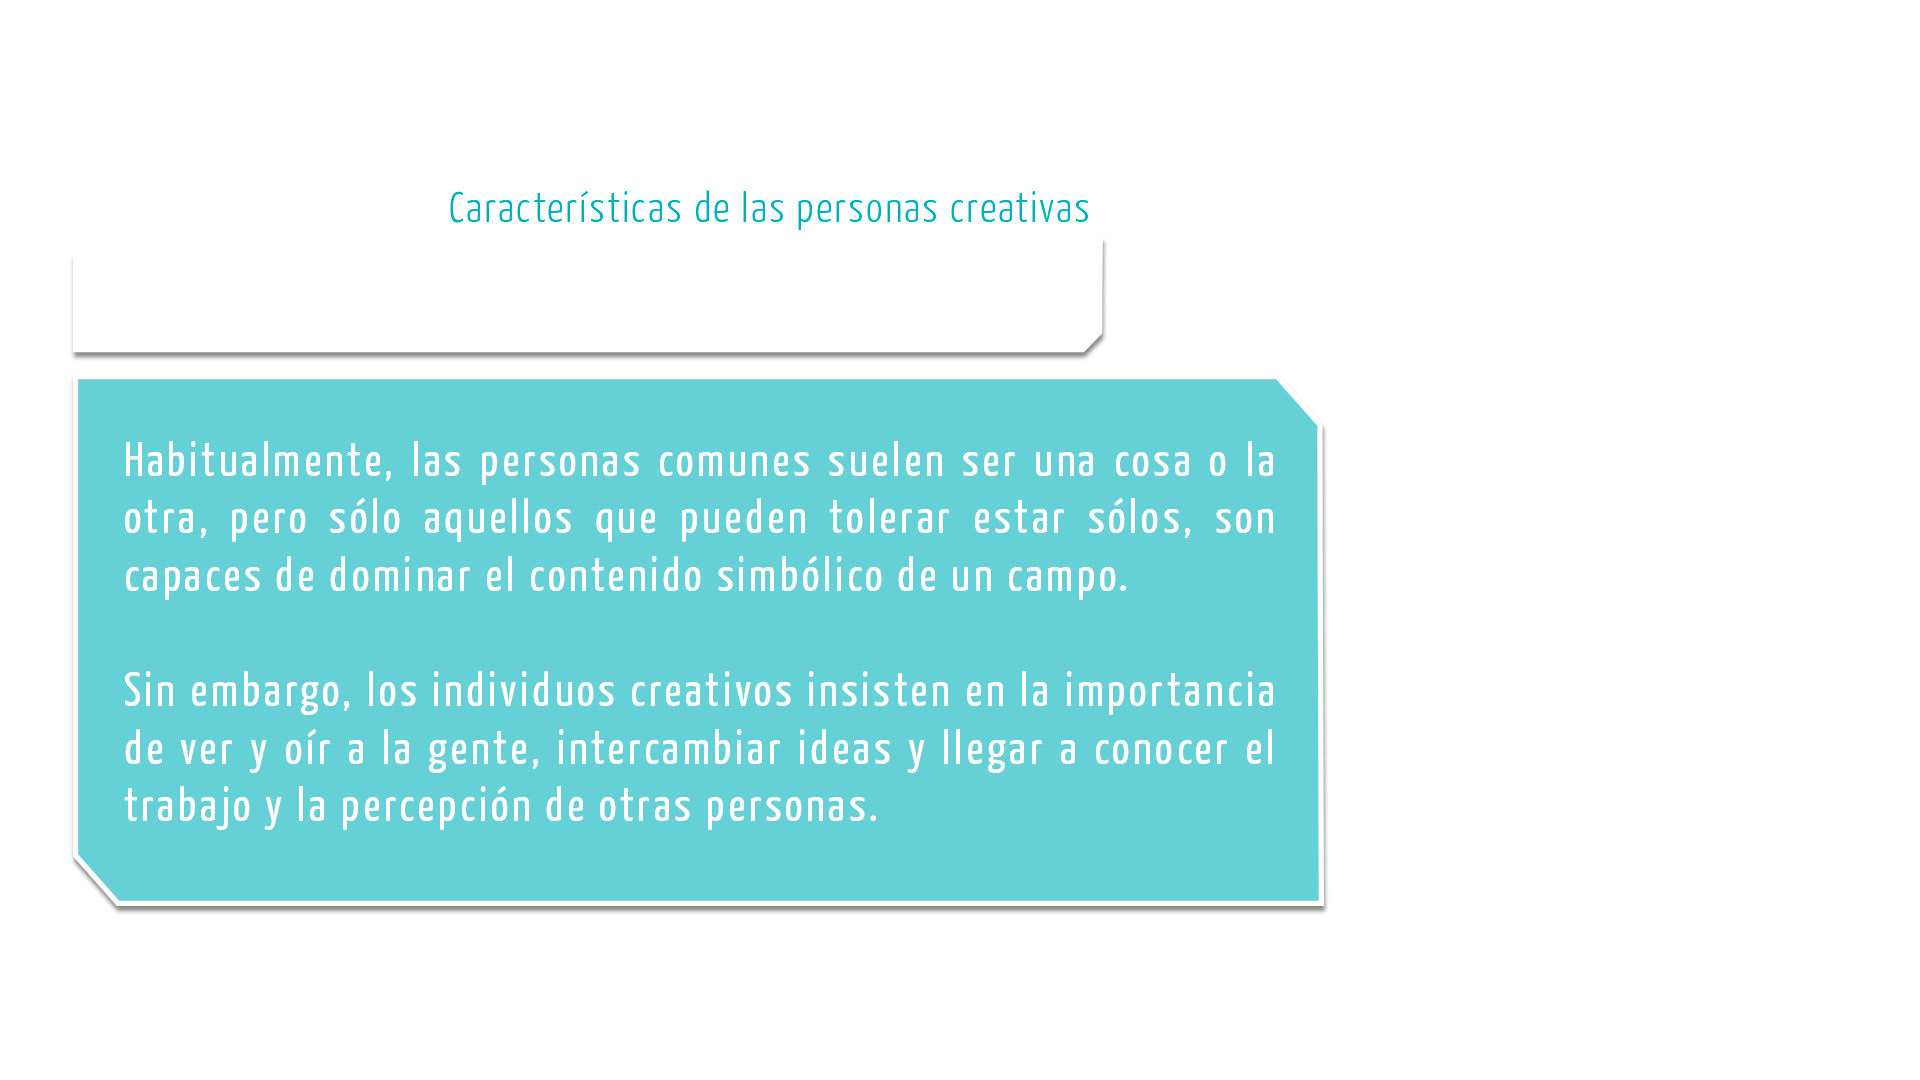 Características de las personas creativas
Habitualmente, las personas comunes suelen ser una cosa o la
otra, pero sólo aquellos que pueden tolerar estar sólos, son
capaces de dominar el contenido simbólico de un campo.
Sin embargo, los individuos creativos insisten en la importancia
de ver y oír a la gente, intercambiar ideas y llegar a conocer el
trabajo y la percepción de otras personas.